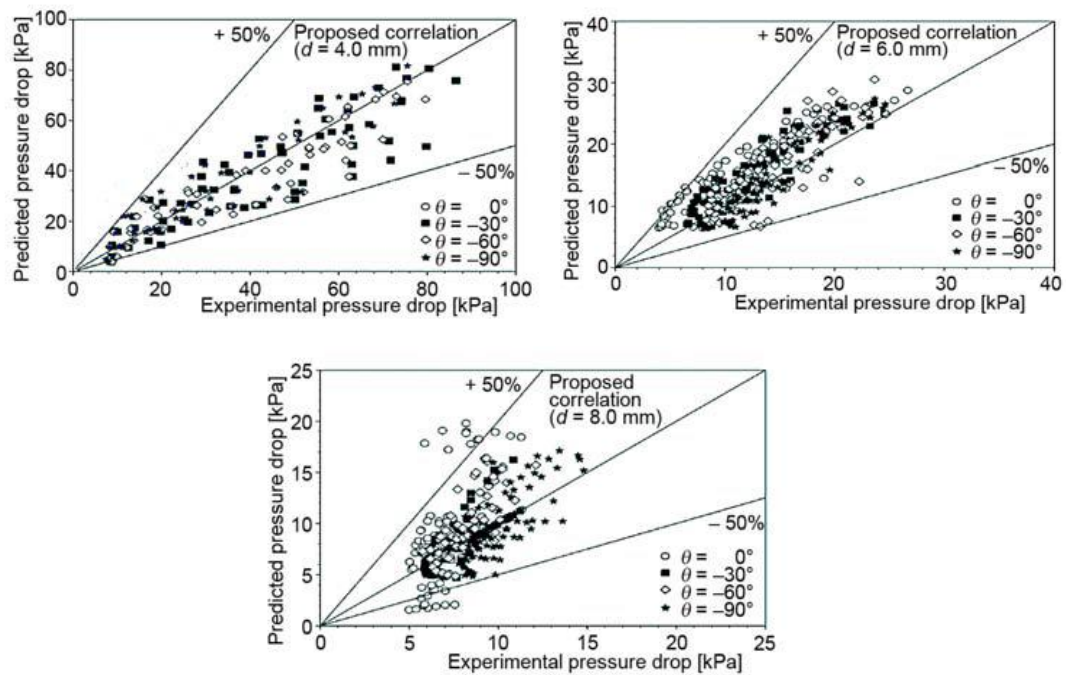 Predicted pressure drop [kPa]
100
80
60
40
20
0
+ 50%
Proposed correlation
(d = 4.0 mm)
– 50%
θ = 0°
θ = –30°
θ = –60°
θ = –90°
0 20 40 60 80 100
Experimental pressure drop [kPa]
Predicted pressure drop [kPa]
40
30
20
10
0
+ 50%
Proposed correlation
(d = 6.0 mm)
– 50%
θ = 0°
θ = –30°
θ = –60°
θ = –90°
0 10 20 30 40
Experimental pressure drop [kPa]
Predicted pressure drop [kPa]
25
20
15
10
5
0
+ 50%
Proposed
correlation
(d = 8.0 mm)
– 50%
θ = 0°
θ = –30°
θ = –60°
θ = –90°
0 5 10 15 20 25
Experimental pressure drop [kPa]